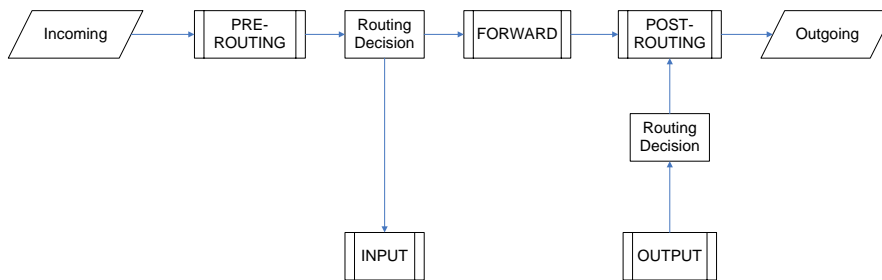 Incoming
PRE-
ROUTING
Routing
Decision
FORWARD
POST-
ROUTING
Outgoing
Routing
Decision
INPUT
OUTPUT